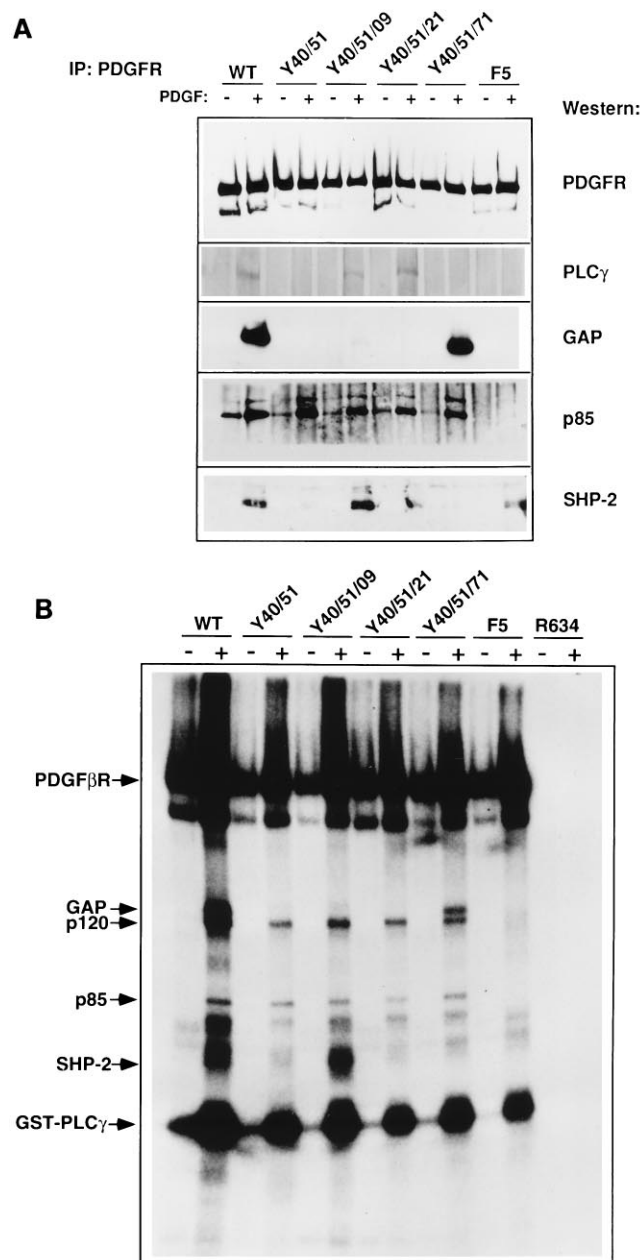 A
IP: PDGFR
WT Y40/51 Y40/51/09 Y40/51/21 Y40/51/71 F5
PDGF: - + - + - + - + - + - +
Western:
PDGFR
PLCγ
GAP
p85
SHP-2
B
WT Y40/51 Y40/51/09 Y40/51/21 Y40/51/71 F5 R634
- + - + - + - + - + - + - +
PDGFβR
GAP
p120
p85
SHP-2
GST-PLCγ